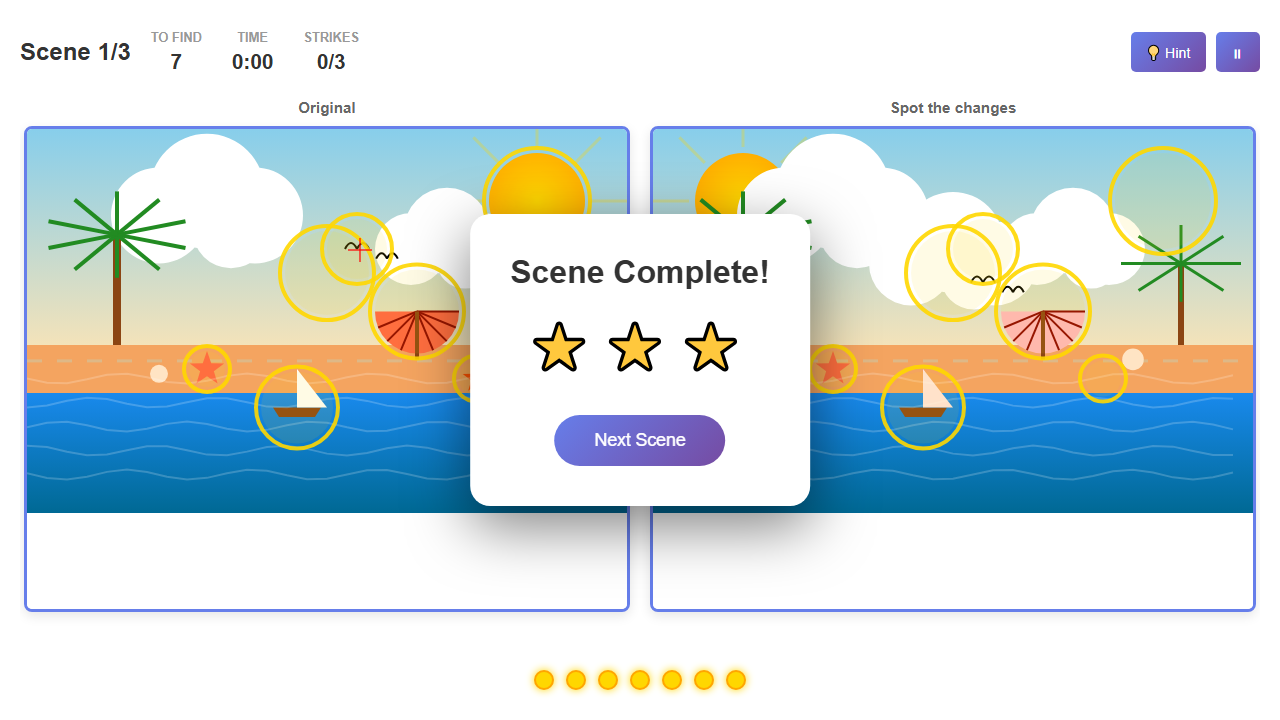 Scene 1/3
TO FIND
7
TIME
0:00
STRIKES
0/3
Hint
Original
Spot the changes
Scene Complete!
Next Scene